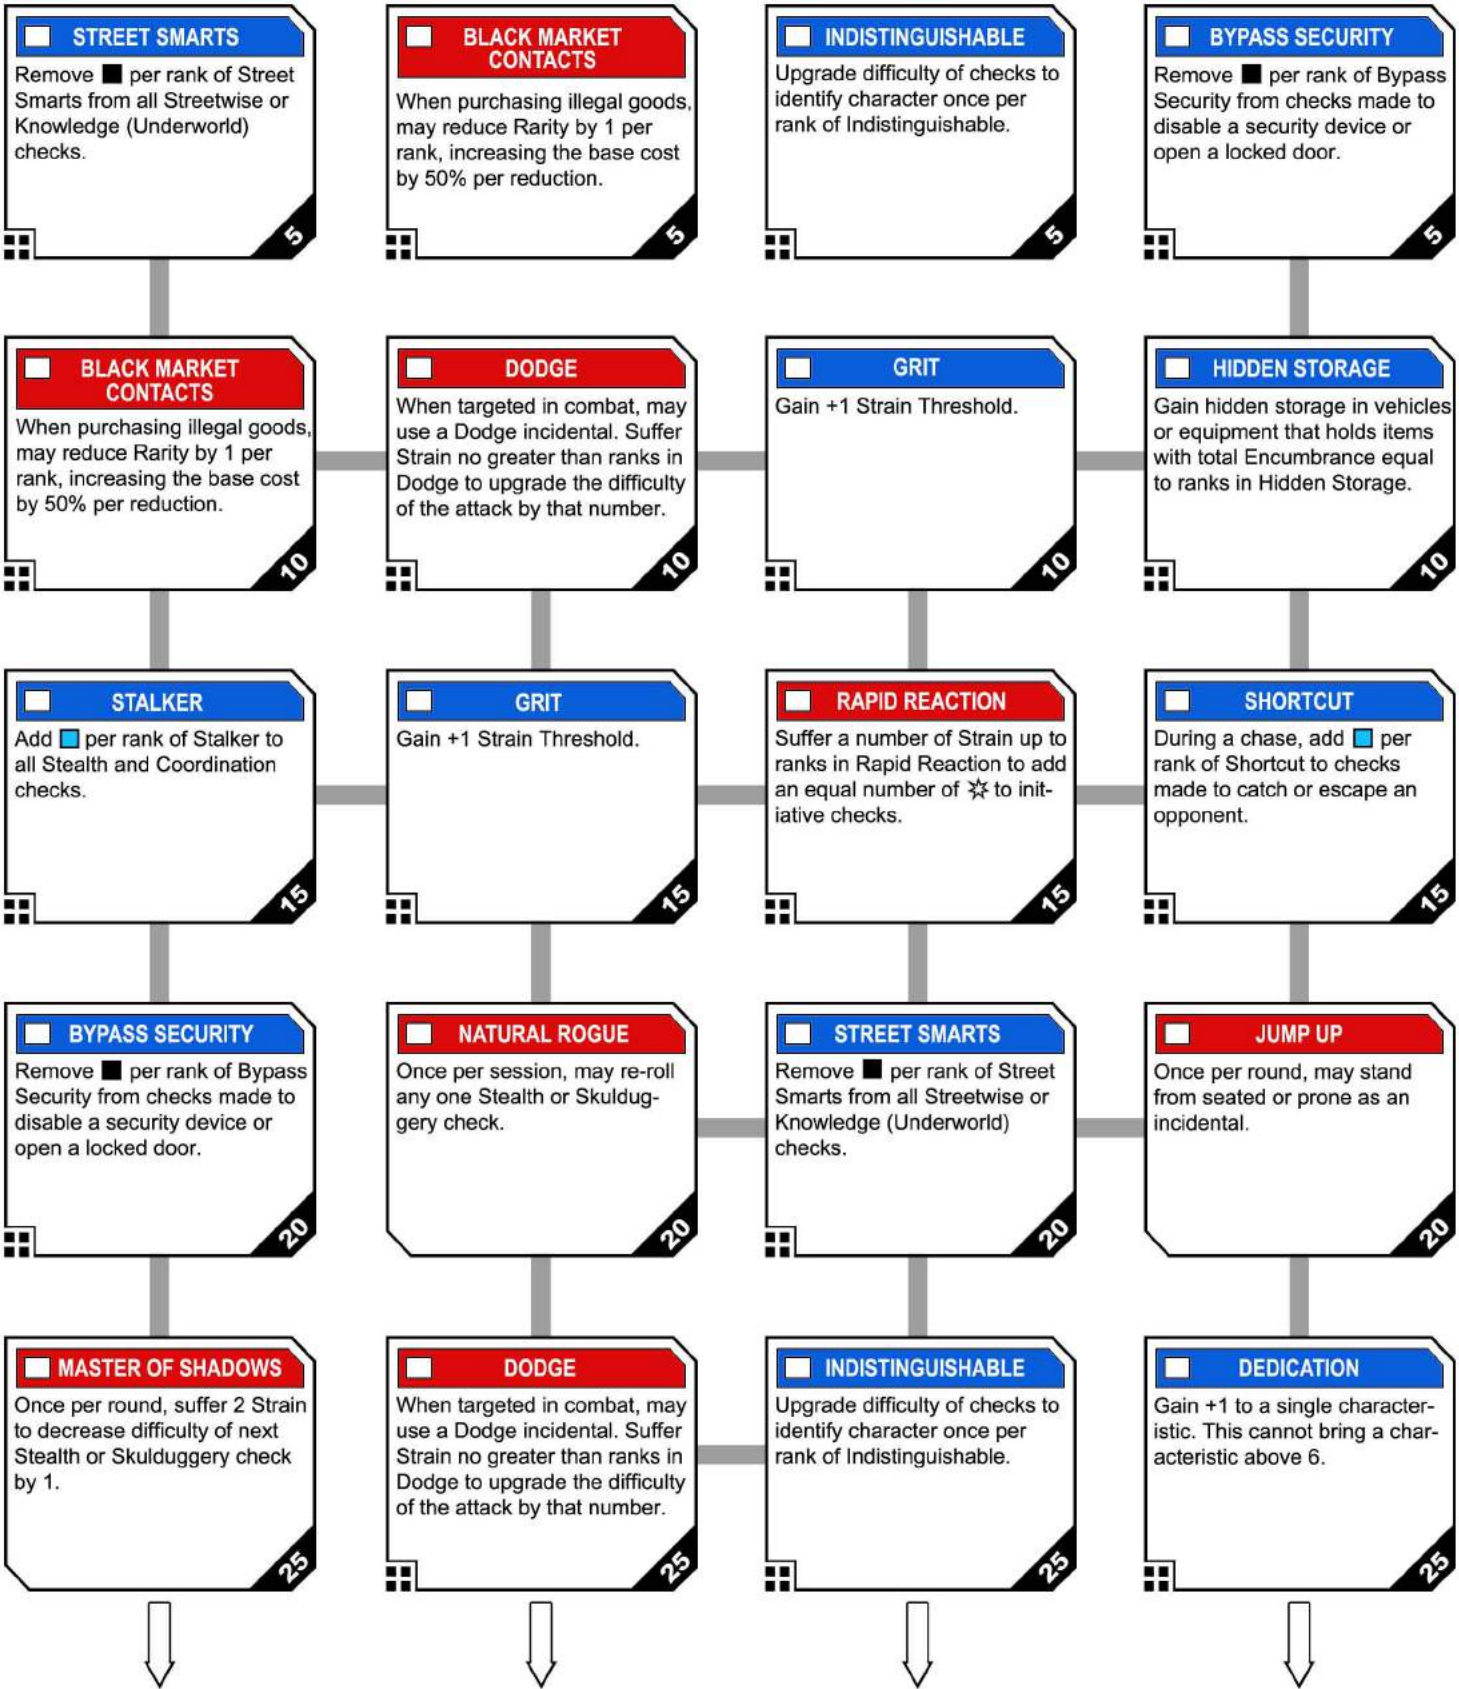 STREET SMARTS
Remove ■ per rank of Street
Smarts from all Streetwise or
Knowledge (Underworld)
checks.
5
BLACK MARKET
CONTACTS
When purchasing illegal goods,
may reduce Rarity by 1 per
rank, increasing the base cost
by 50% per reduction.
5
INDISTINGUISHABLE
Upgrade difficulty of checks to
identify character once per
rank of Indistinguishable.
5
BYPASS SECURITY
Remove ■ per rank of Bypass
Security from checks made to
disable a security device or
open a locked door.
5
BLACK MARKET
CONTACTS
When purchasing illegal goods,
may reduce Rarity by 1 per
rank, increasing the base cost
by 50% per reduction.
10
DODGE
When targeted in combat, may
use a Dodge incidental. Suffer
Strain no greater than ranks in
Dodge to upgrade the difficulty
of the attack by that number.
10
GRIT
Gain +1 Strain Threshold.
10
HIDDEN STORAGE
Gain hidden storage in vehicles
or equipment that holds items
with total Encumbrance equal
to ranks in Hidden Storage.
10
STALKER
Add per rank of Stalker to
all Stealth and Coordination
checks.
15
GRIT
Gain +1 Strain Threshold.
15
RAPID REACTION
Suffer a number of Strain up to
ranks in Rapid Reaction to add
an equal number of to init-
iative checks.
15
SHORTCUT
During a chase, add per
rank of Shortcut to checks
made to catch or escape an
opponent.
15
BYPASS SECURITY
Remove ■ per rank of Bypass
Security from checks made to
disable a security device or
open a locked door.
20
NATURAL ROGUE
Once per session, may re-roll
any one Stealth or Skuldug-
gery check.
20
STREET SMARTS
Remove ■ per rank of Street
Smarts from all Streetwise or
Knowledge (Underworld)
checks.
20
JUMP UP
Once per round, may stand
from seated or prone as an
incidental.
20
MASTER OF SHADOWS
Once per round, suffer 2 Strain
to decrease difficulty of next
Stealth or Skulduggery check
by 1.
25
DODGE
When targeted in combat, may
use a Dodge incidental. Suffer
Strain no greater than ranks in
Dodge to upgrade the difficulty
of the attack by that number.
25
INDISTINGUISHABLE
Upgrade difficulty of checks to
identify character once per
rank of Indistinguishable.
25
DEDICATION
Gain +1 to a single character-
istic. This cannot bring a char-
acteristic above 6.
25